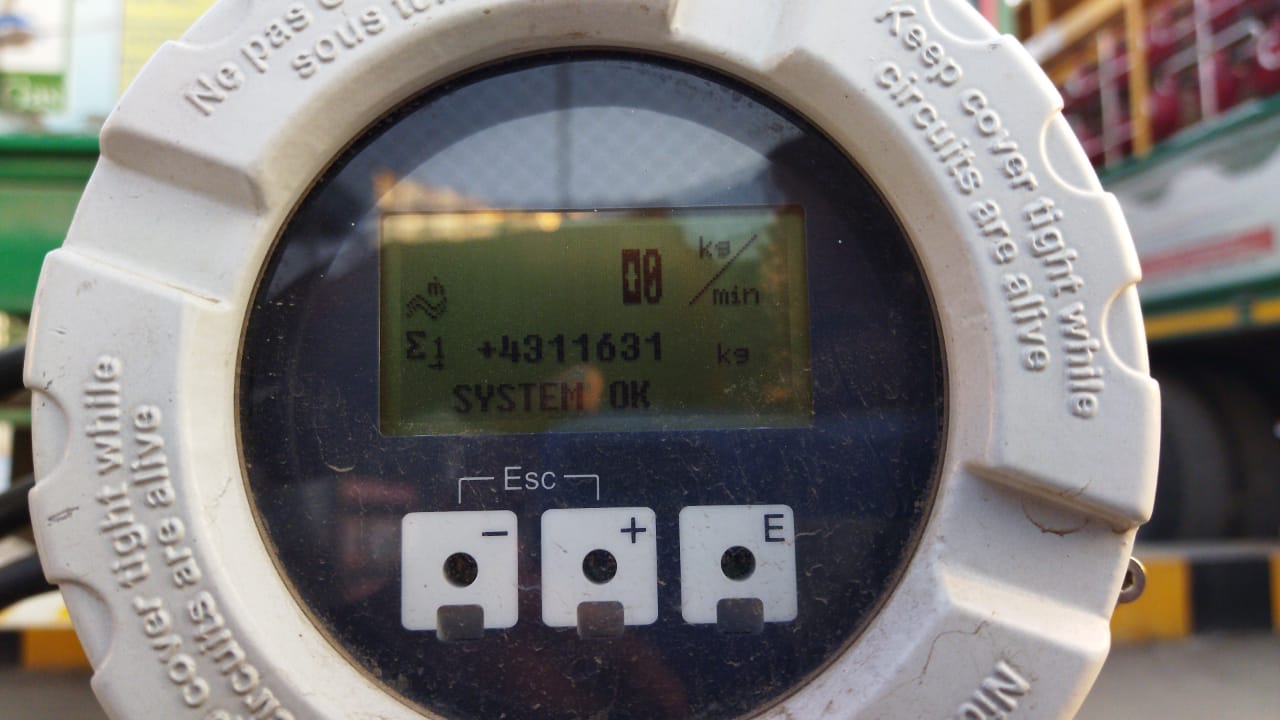 Ne pas
sous
Keep cover tight while
circuits are alive
00 kg/min
m
Σ1 +4311631 kg
SYSTEM OK
Esc
- + E
cover tight while
circuits are alive